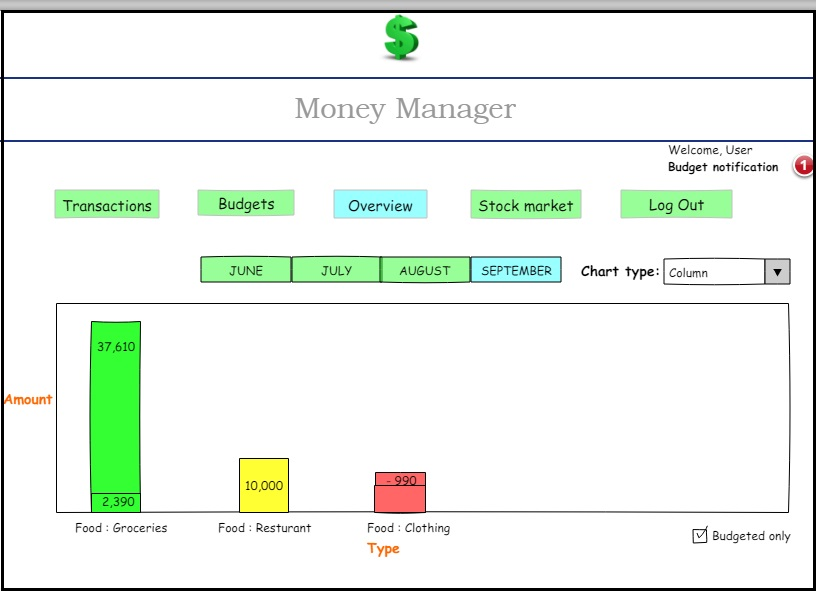 $
Money Manager
Welcome, User
Budget notification 1
Transactions Budgets Overview Stock market Log Out
JUNE JULY AUGUST SEPTEMBER Chart type: Column
37,610
Amount
- 990
10,000
2,390
Food : Groceries Food : Resturant Food : Clothing
Budgeted only
Type